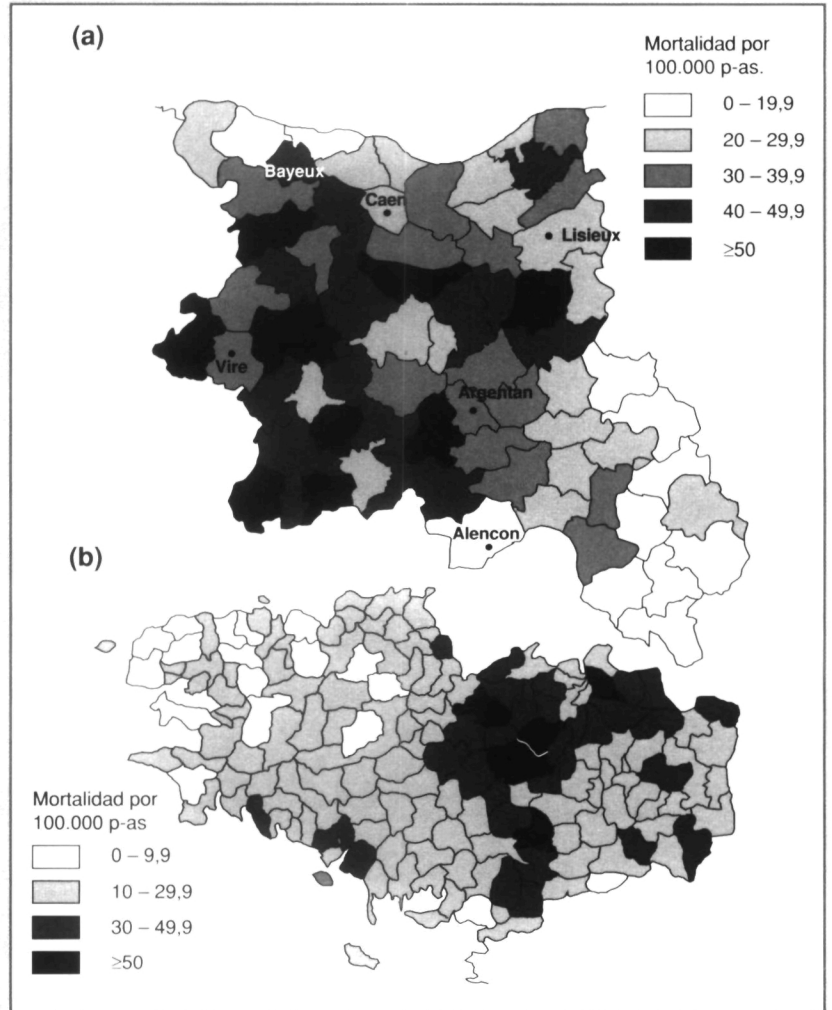 (a)
Mortalidad por
100.000 p-as.
0 – 19,9
20 – 29,9
30 – 39,9
40 – 49,9
≥50
Bayeux
Caen
Lisieux
Vire
Argentan
Alencon
(b)
Mortalidad por
100.000 p-as
0 – 9,9
10 – 29,9
30 – 49,9
≥50